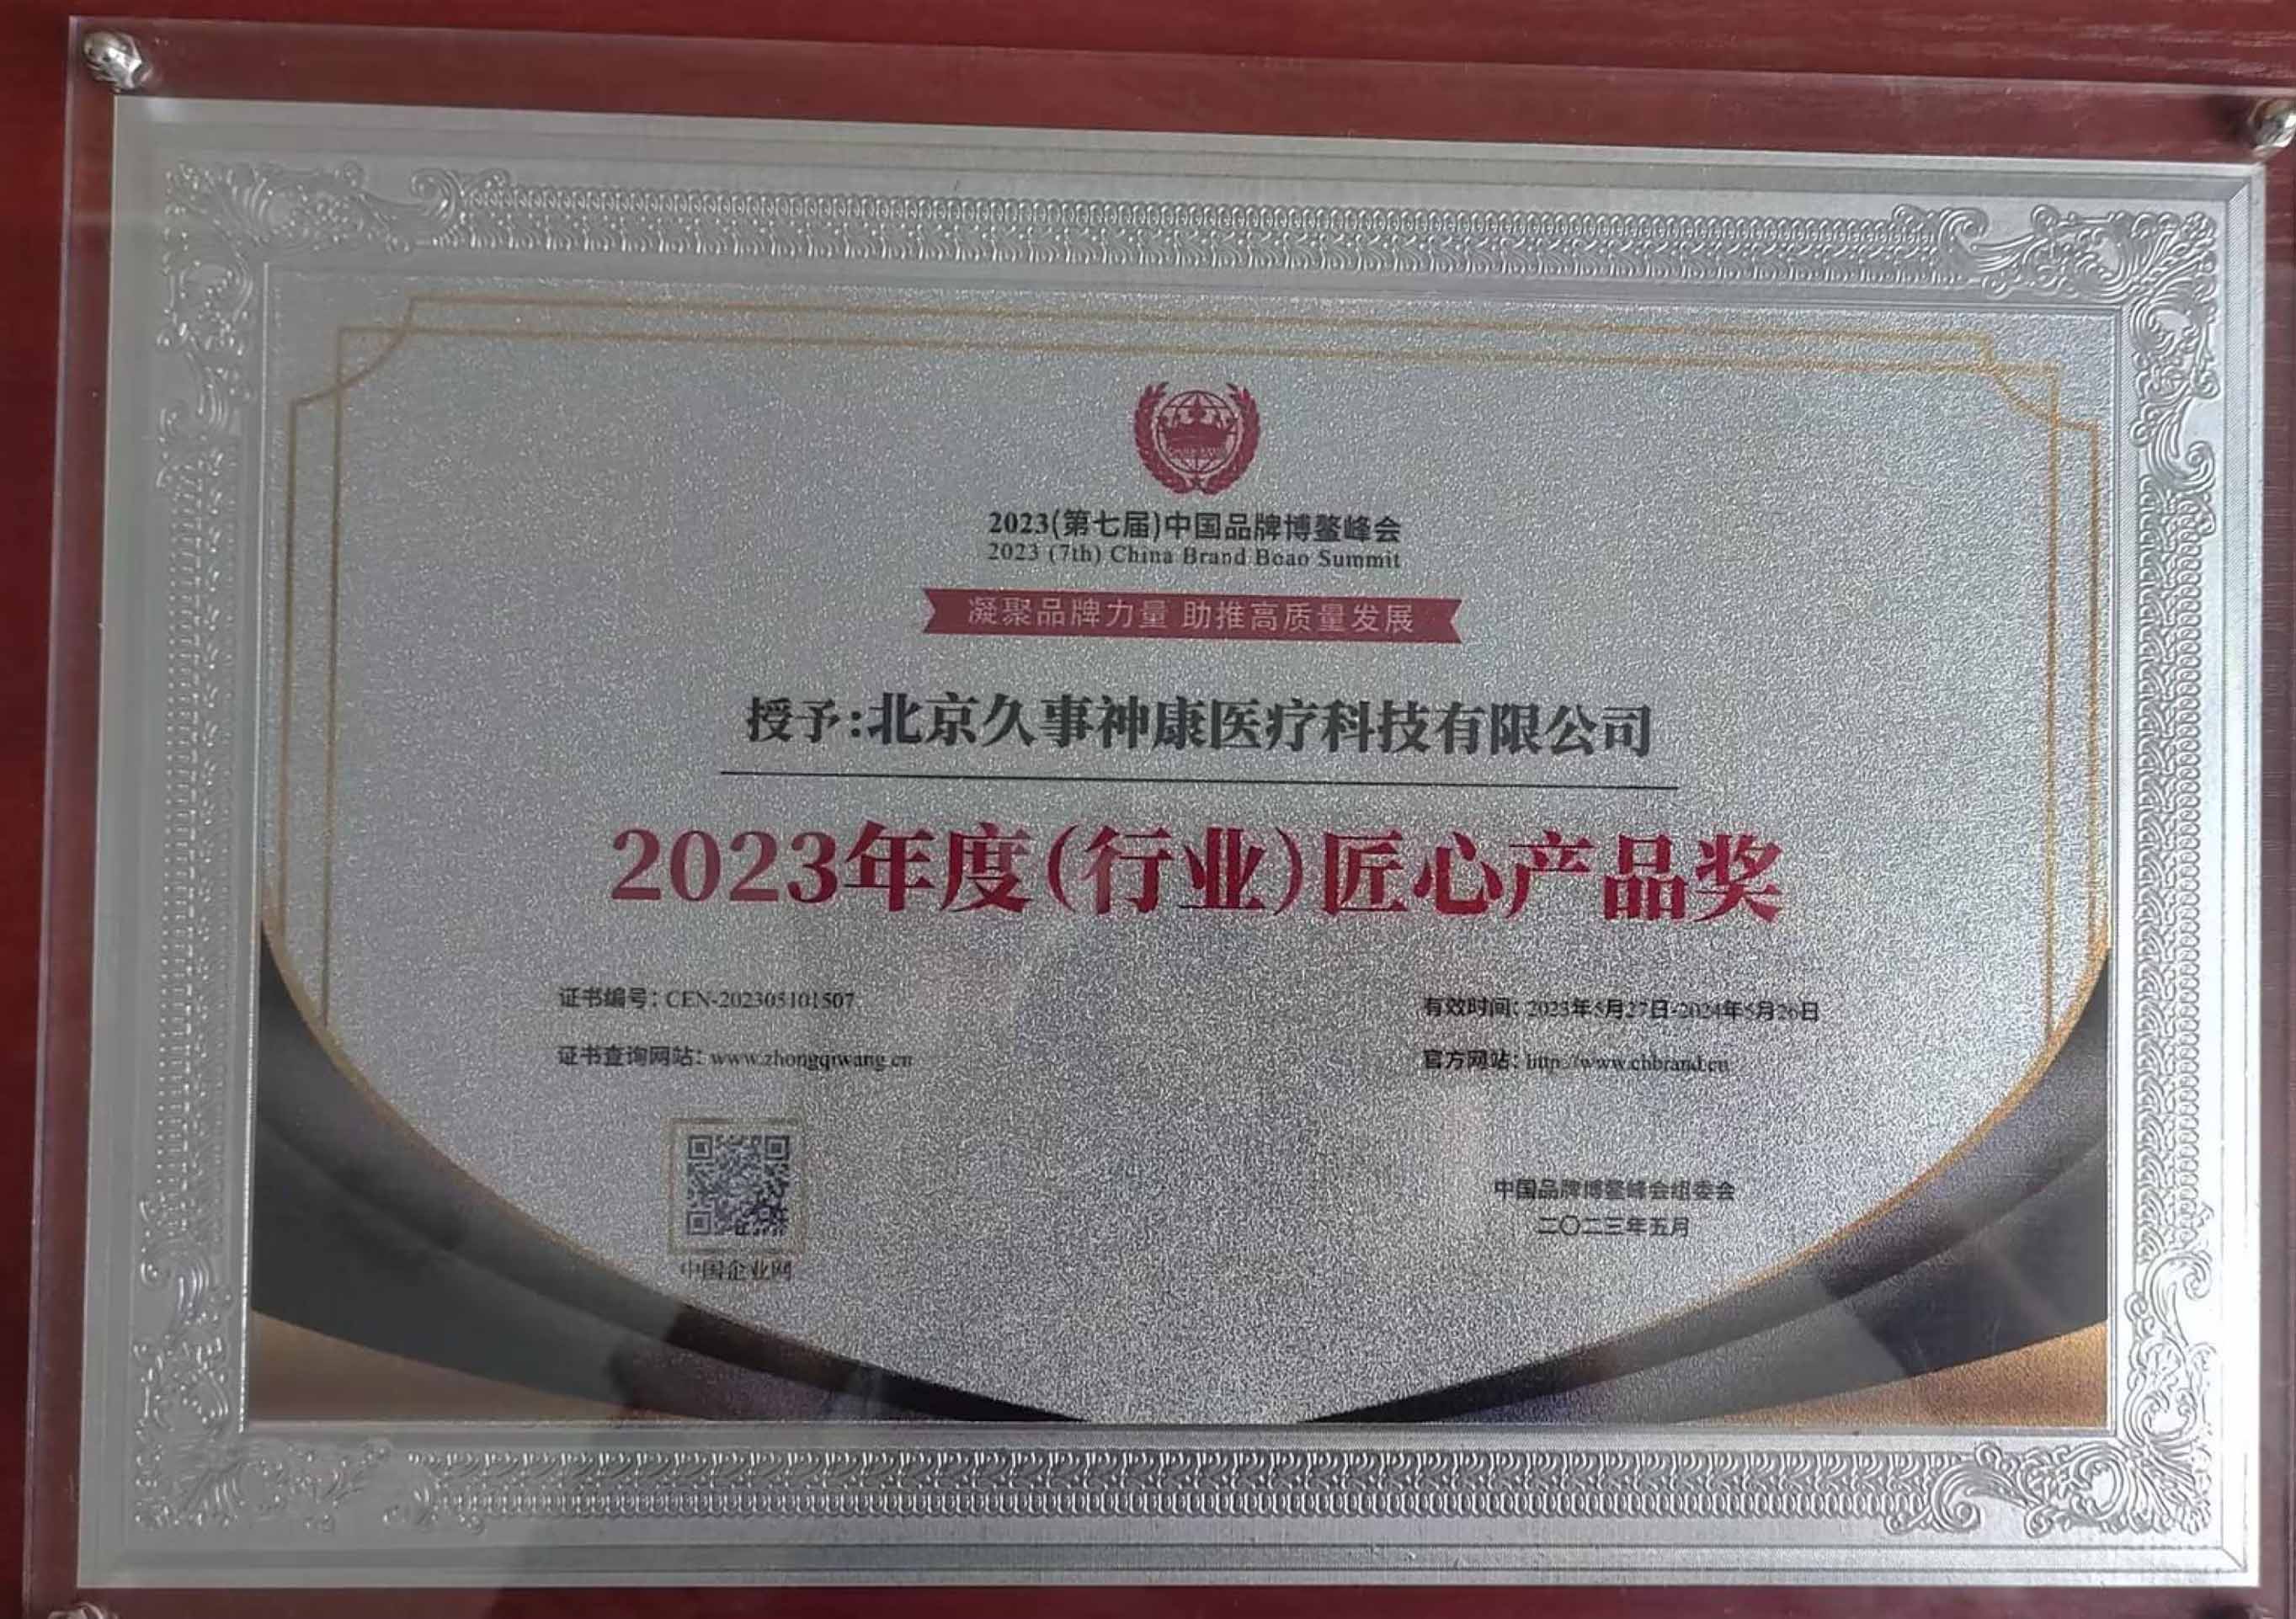 2023(第七届)中国品牌博鳌峰会
2023 (7th) China Brand Boao Summit
凝聚品牌力量 助推高质量发展
授予:北京久事神康医疗科技有限公司
2023年度(行业)匠心产品奖
证书编号：CEN-202305101507
有效时间：2023年5月27日-2024年5月26日
证书查询网站：www.zhongqiwang.cn
官方网站：http://www.chbrand.cn
中国企业网
中国品牌博鳌峰会组委会
二〇二三年五月